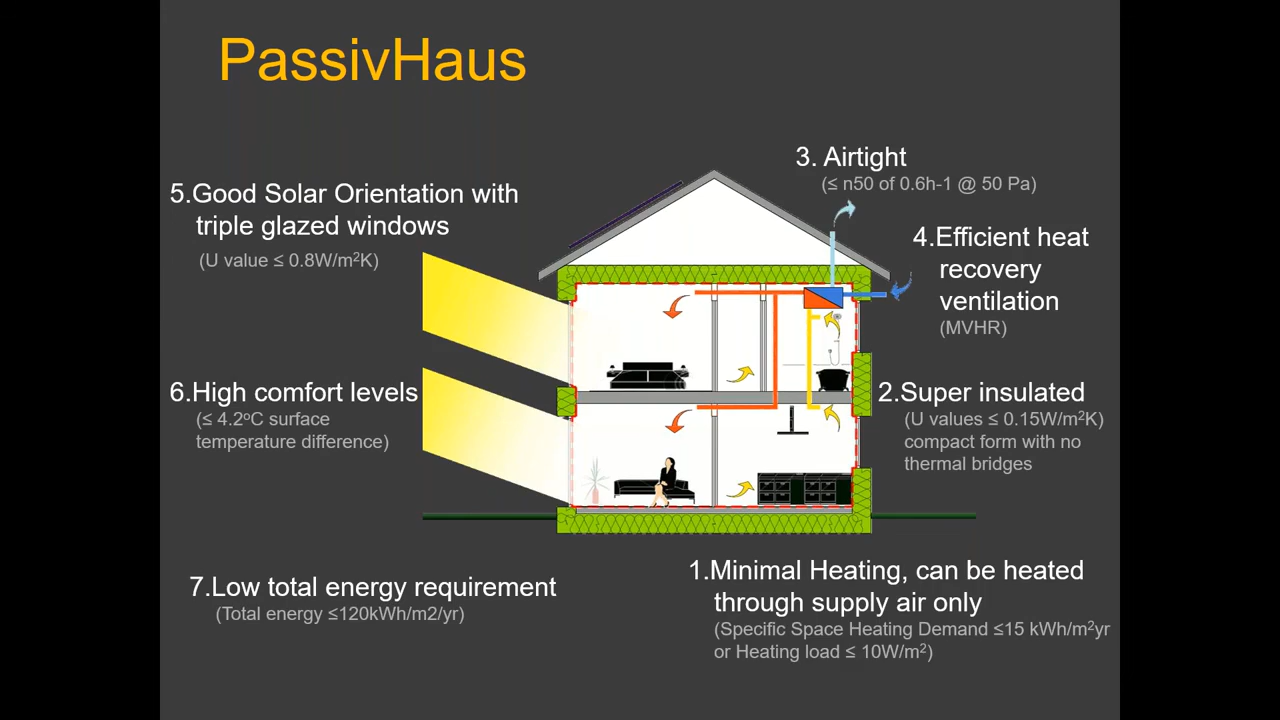 PassivHaus
3. Airtight
(≤ n50 of 0.6h-1 @ 50 Pa)
5.Good Solar Orientation with
triple glazed windows
(U value ≤ 0.8W/m²K)
4.Efficient heat
recovery
ventilation
(MVHR)
6.High comfort levels
(≤ 4.2°C surface
temperature difference)
2.Super insulated
(U values ≤ 0.15W/m²K)
compact form with no
thermal bridges
7.Low total energy requirement
(Total energy ≤120kWh/m2/yr)
1.Minimal Heating, can be heated
through supply air only
(Specific Space Heating Demand ≤15 kWh/m²yr
or Heating load ≤ 10W/m²)